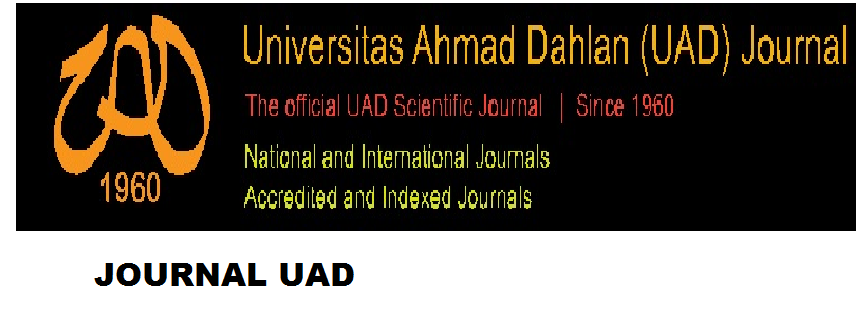 UAD
1960
Universitas Ahmad Dahlan (UAD) Journal
The official UAD Scientific Journal | Since 1960
National and International Journals
Accredited and Indexed Journals
JOURNAL UAD